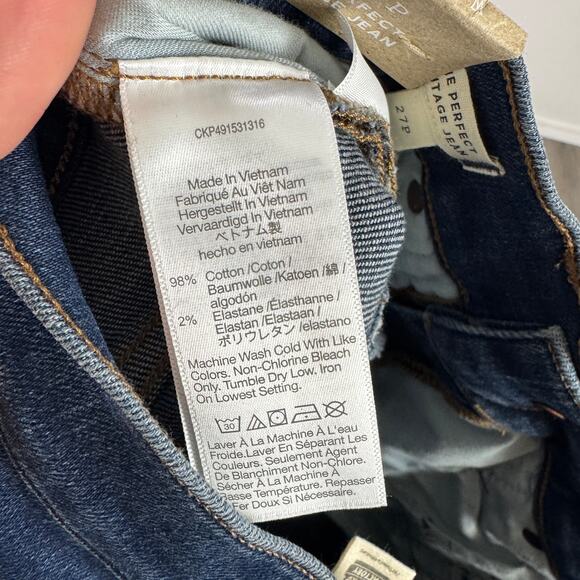 P
PERFECT
GE JEAN
PERFECT
TAGE JEAN
27P
CKP491531316
Made In Vietnam
Fabriqué Au Viêt Nam
Hergestellt In Vietnam
Vervaardigd In Vietnam
ベトナム製
hecho en vietnam
98% Cotton /Coton /
Baumwolle /Katoen /綿 /
algodón
2% Elastane /Élasthanne /
Elastan /Elastaan /
ポリウレタン /elastano
Machine Wash Cold With Like
Colors. Non-Chlorine Bleach
Only. Tumble Dry Low. Iron
On Lowest Setting.
30
Laver À La Machine À L'eau
Froide.Laver En Séparant Les
Couleurs. Seulement Agent
De Blanchiment Non-Chlore.
Sécher À La Machine À
Basse Température. Repasser
Fer Doux Si Nécessaire.